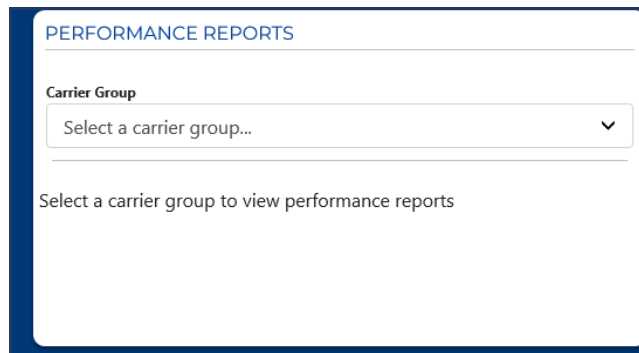 PERFORMANCE REPORTS
Carrier Group
Select a carrier group...
Select a carrier group to view performance reports